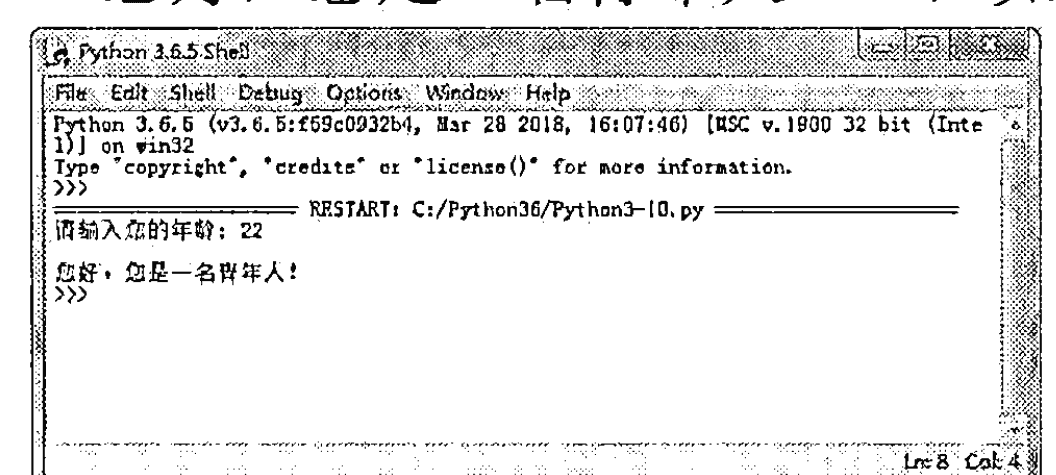 Python 3.6.5 Shell
File Edit Shell Debug Options Window Help
Python 3.6.5 (v3.6.5:f59c0932b4, Mar 28 2018, 16:07:46) [MSC v.1900 32 bit (Inte
l)] on win32
Type "copyright", "credits" or "license()" for more information.
>>>
RESTART: C:/Python36/Python3-10.py
请输入您的年龄: 22
您好，您是一名青年人!
>>>
Ln: 8 Col: 4